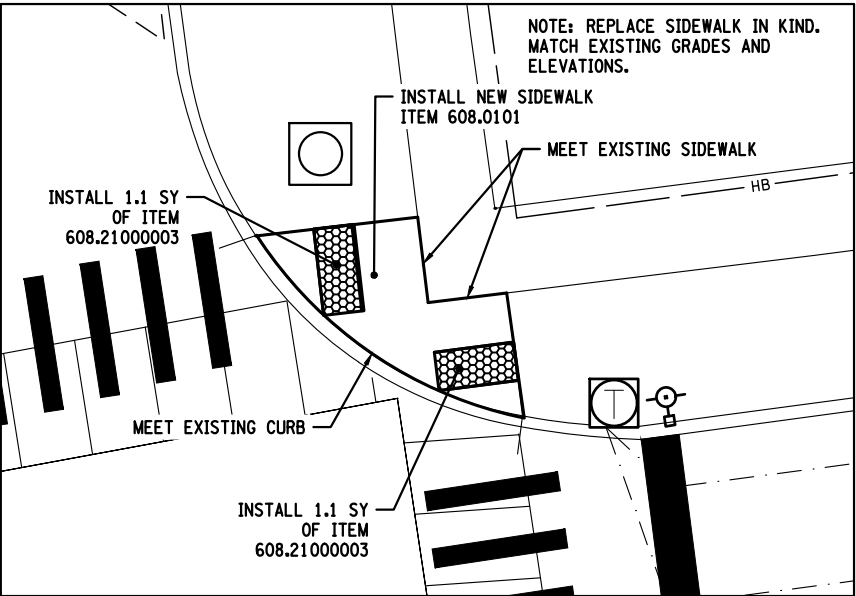 NOTE: REPLACE SIDEWALK IN KIND.
MATCH EXISTING GRADES AND
ELEVATIONS.
INSTALL NEW SIDEWALK
ITEM 608.0101
MEET EXISTING SIDEWALK
HB
INSTALL 1.1 SY
OF ITEM
608.21000003
MEET EXISTING CURB
T
INSTALL 1.1 SY
OF ITEM
608.21000003